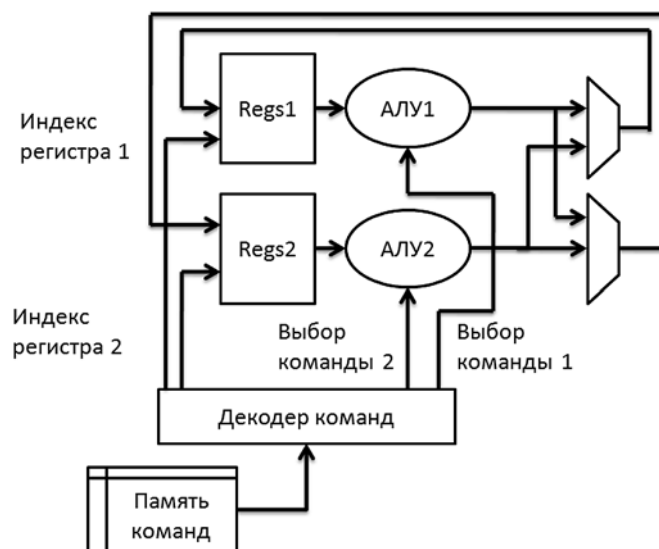 Индекс
регистра 1
Regs1
АЛУ1
Regs2
АЛУ2
Индекс
регистра 2
Выбор
команды 2
Выбор
команды 1
Декодер команд
Память
команд